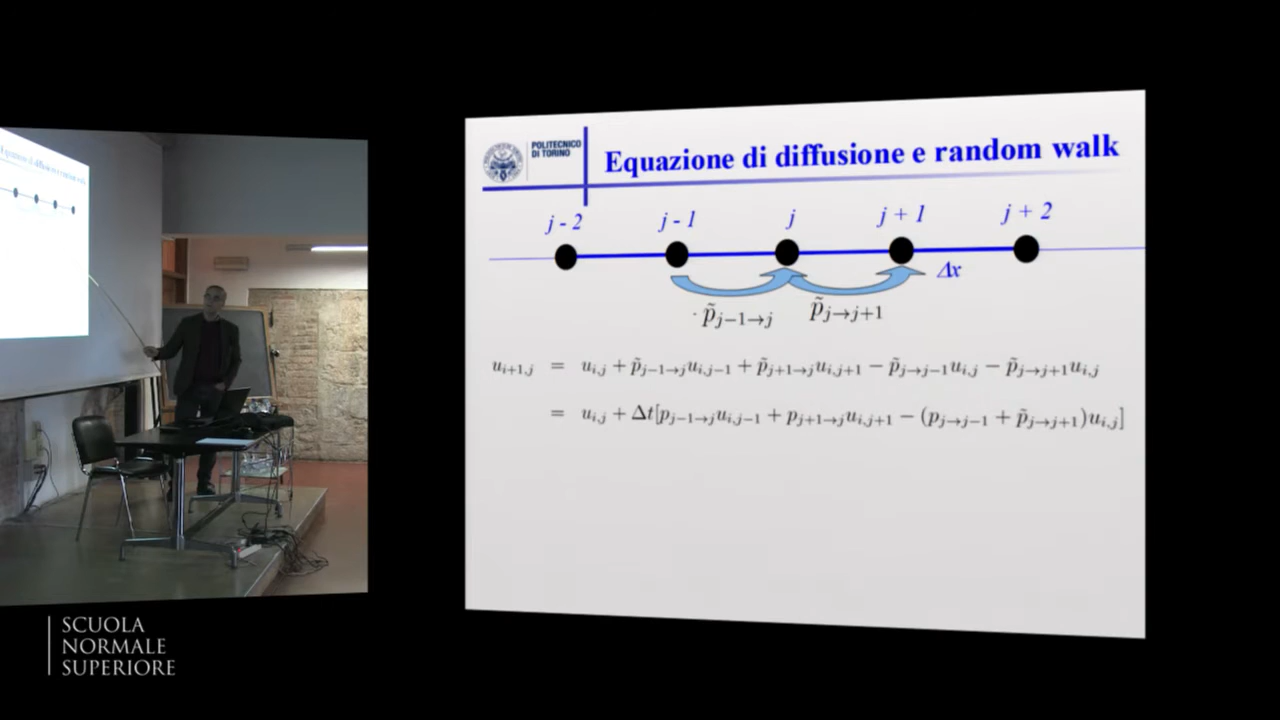 POLITECNICO
DI TORINO
Equazione di diffusione e random walk
j - 2 j - 1 j j + 1 j + 2
Δx
p̃_{j−1→j} p̃_{j→j+1}
u_{i+1,j} = u_{i,j} + p̃_{j−1→j}u_{i,j−1} + p̃_{j+1→j}u_{i,j+1} − p̃_{j→j−1}u_{i,j} − p̃_{j→j+1}u_{i,j}
= u_{i,j} + Δt[p_{j−1→j}u_{i,j−1} + p_{j+1→j}u_{i,j+1} − (p_{j→j−1} + p̃_{j→j+1})u_{i,j}]
SCUOLA
NORMALE
SUPERIORE